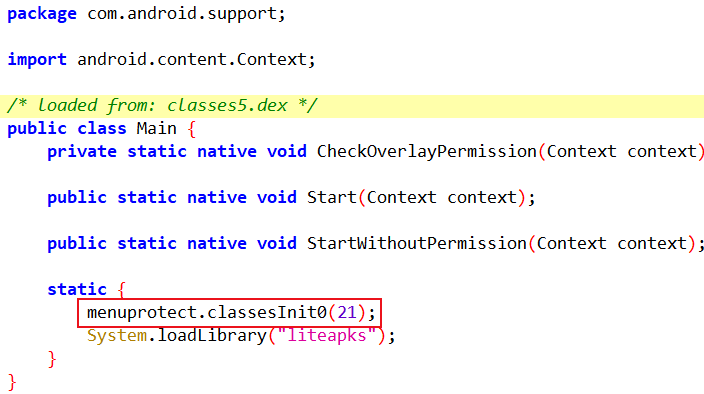 package com.android.support;
import android.content.Context;
/* loaded from: classes5.dex */
public class Main {
private static native void CheckOverlayPermission(Context context)
public static native void Start(Context context);
public static native void StartWithoutPermission(Context context);
static {
menuprotect.classesInit0(21);
System.loadLibrary("liteapks");
}
}